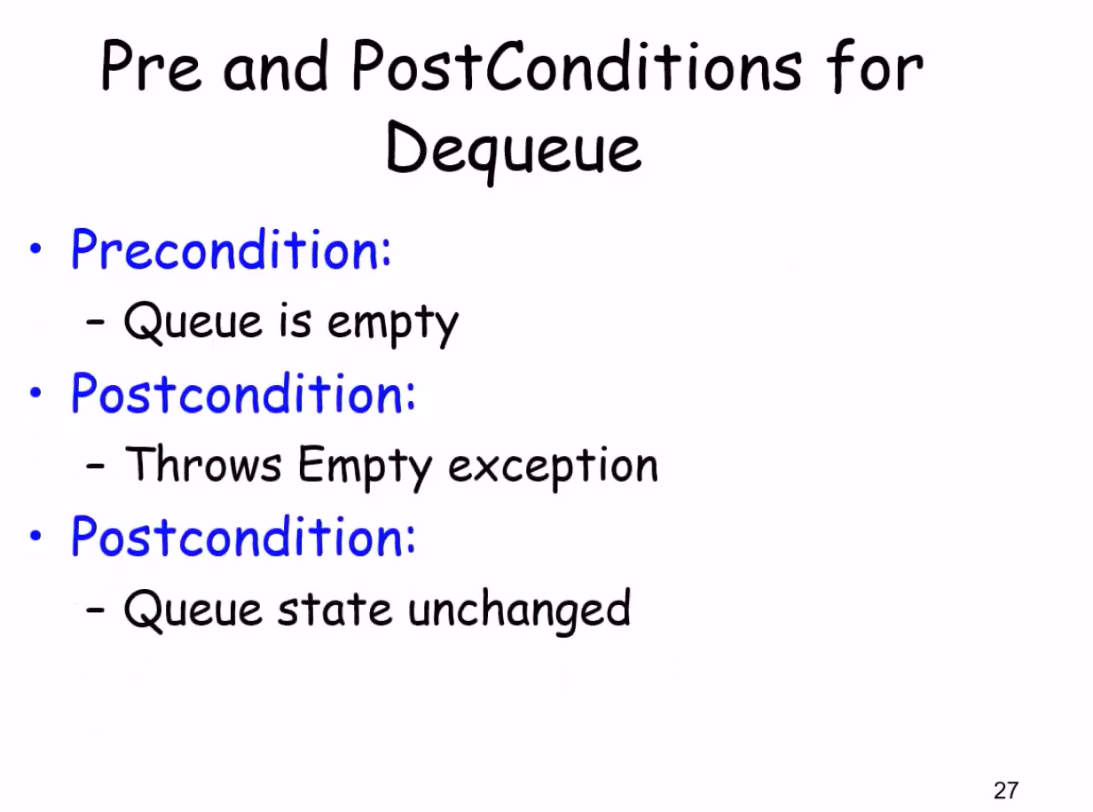 Pre and PostConditions for
Dequeue
• Precondition:
– Queue is empty
• Postcondition:
– Throws Empty exception
• Postcondition:
– Queue state unchanged
27